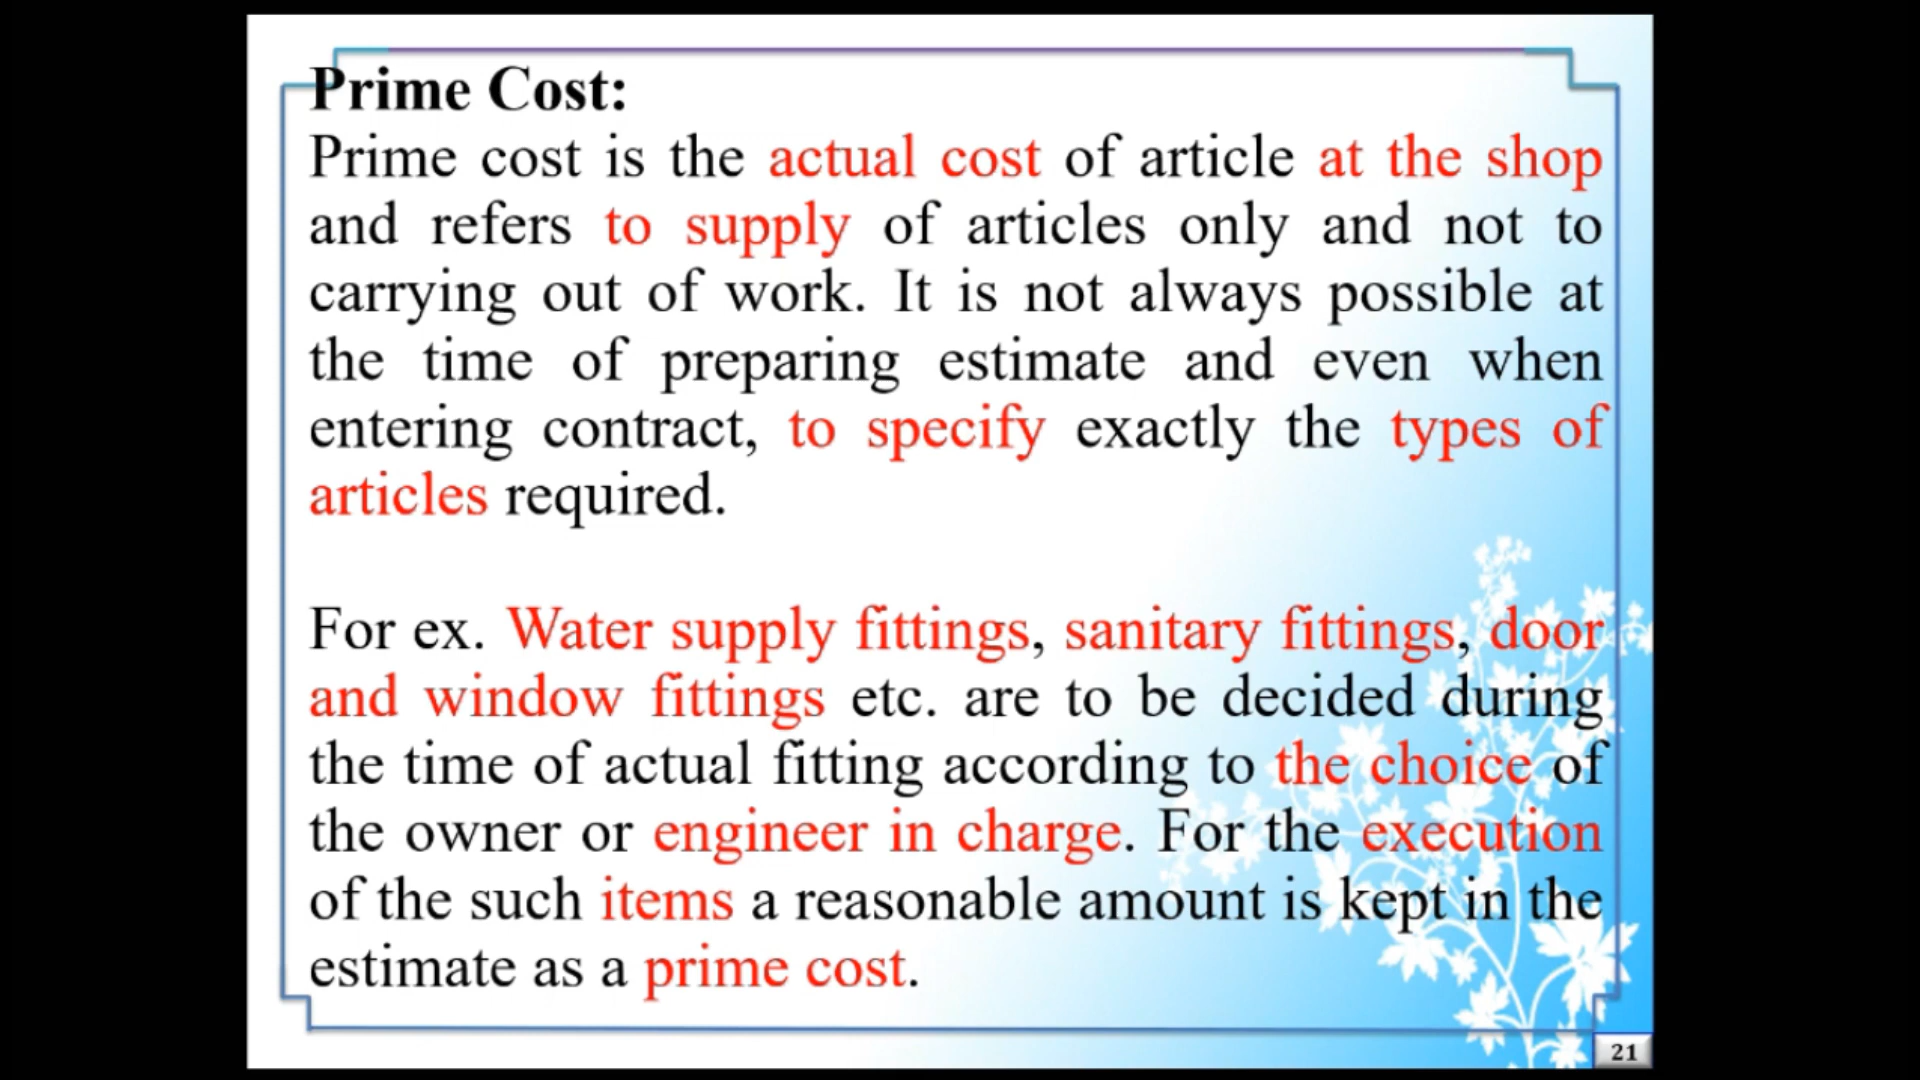 Prime Cost:
Prime cost is the actual cost of article at the shop
and refers to supply of articles only and not to
carrying out of work. It is not always possible at
the time of preparing estimate and even when
entering contract, to specify exactly the types of
articles required.
For ex. Water supply fittings, sanitary fittings, door
and window fittings etc. are to be decided during
the time of actual fitting according to the choice of
the owner or engineer in charge. For the execution
of the such items a reasonable amount is kept in the
estimate as a prime cost.
21